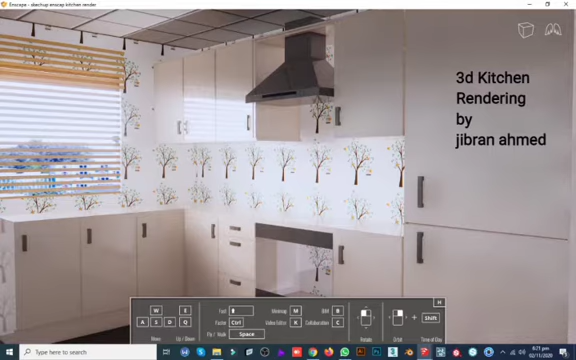 Enscape - sketchup enscap kitchen render
3d Kitchen
Rendering
by
jibran ahmed
H
W E
A S D Q
Move Up / Down
Fast
Faster Ctrl
Fly / Walk Space
Minimap M
Video Editor K
BIM B
Collaboration C
Rotate
Orbit
Shift
Time of Day
Type here to search
9:21 pm
02/11/2020